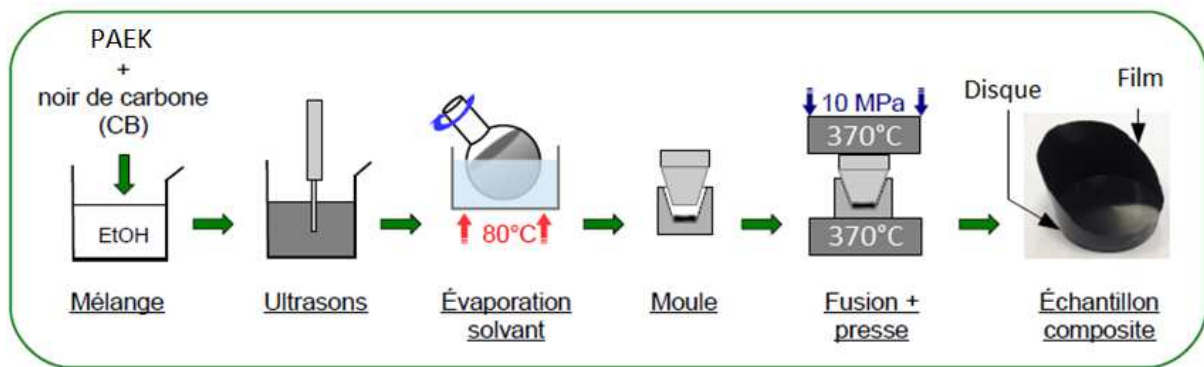 PAEK
+
noir de carbone
(CB)
EtOH
Mélange
Ultrasons
80°C
Évaporation
solvant
Moule
10 MPa
370°C
370°C
Fusion +
presse
Disque
Film
Échantillon
composite